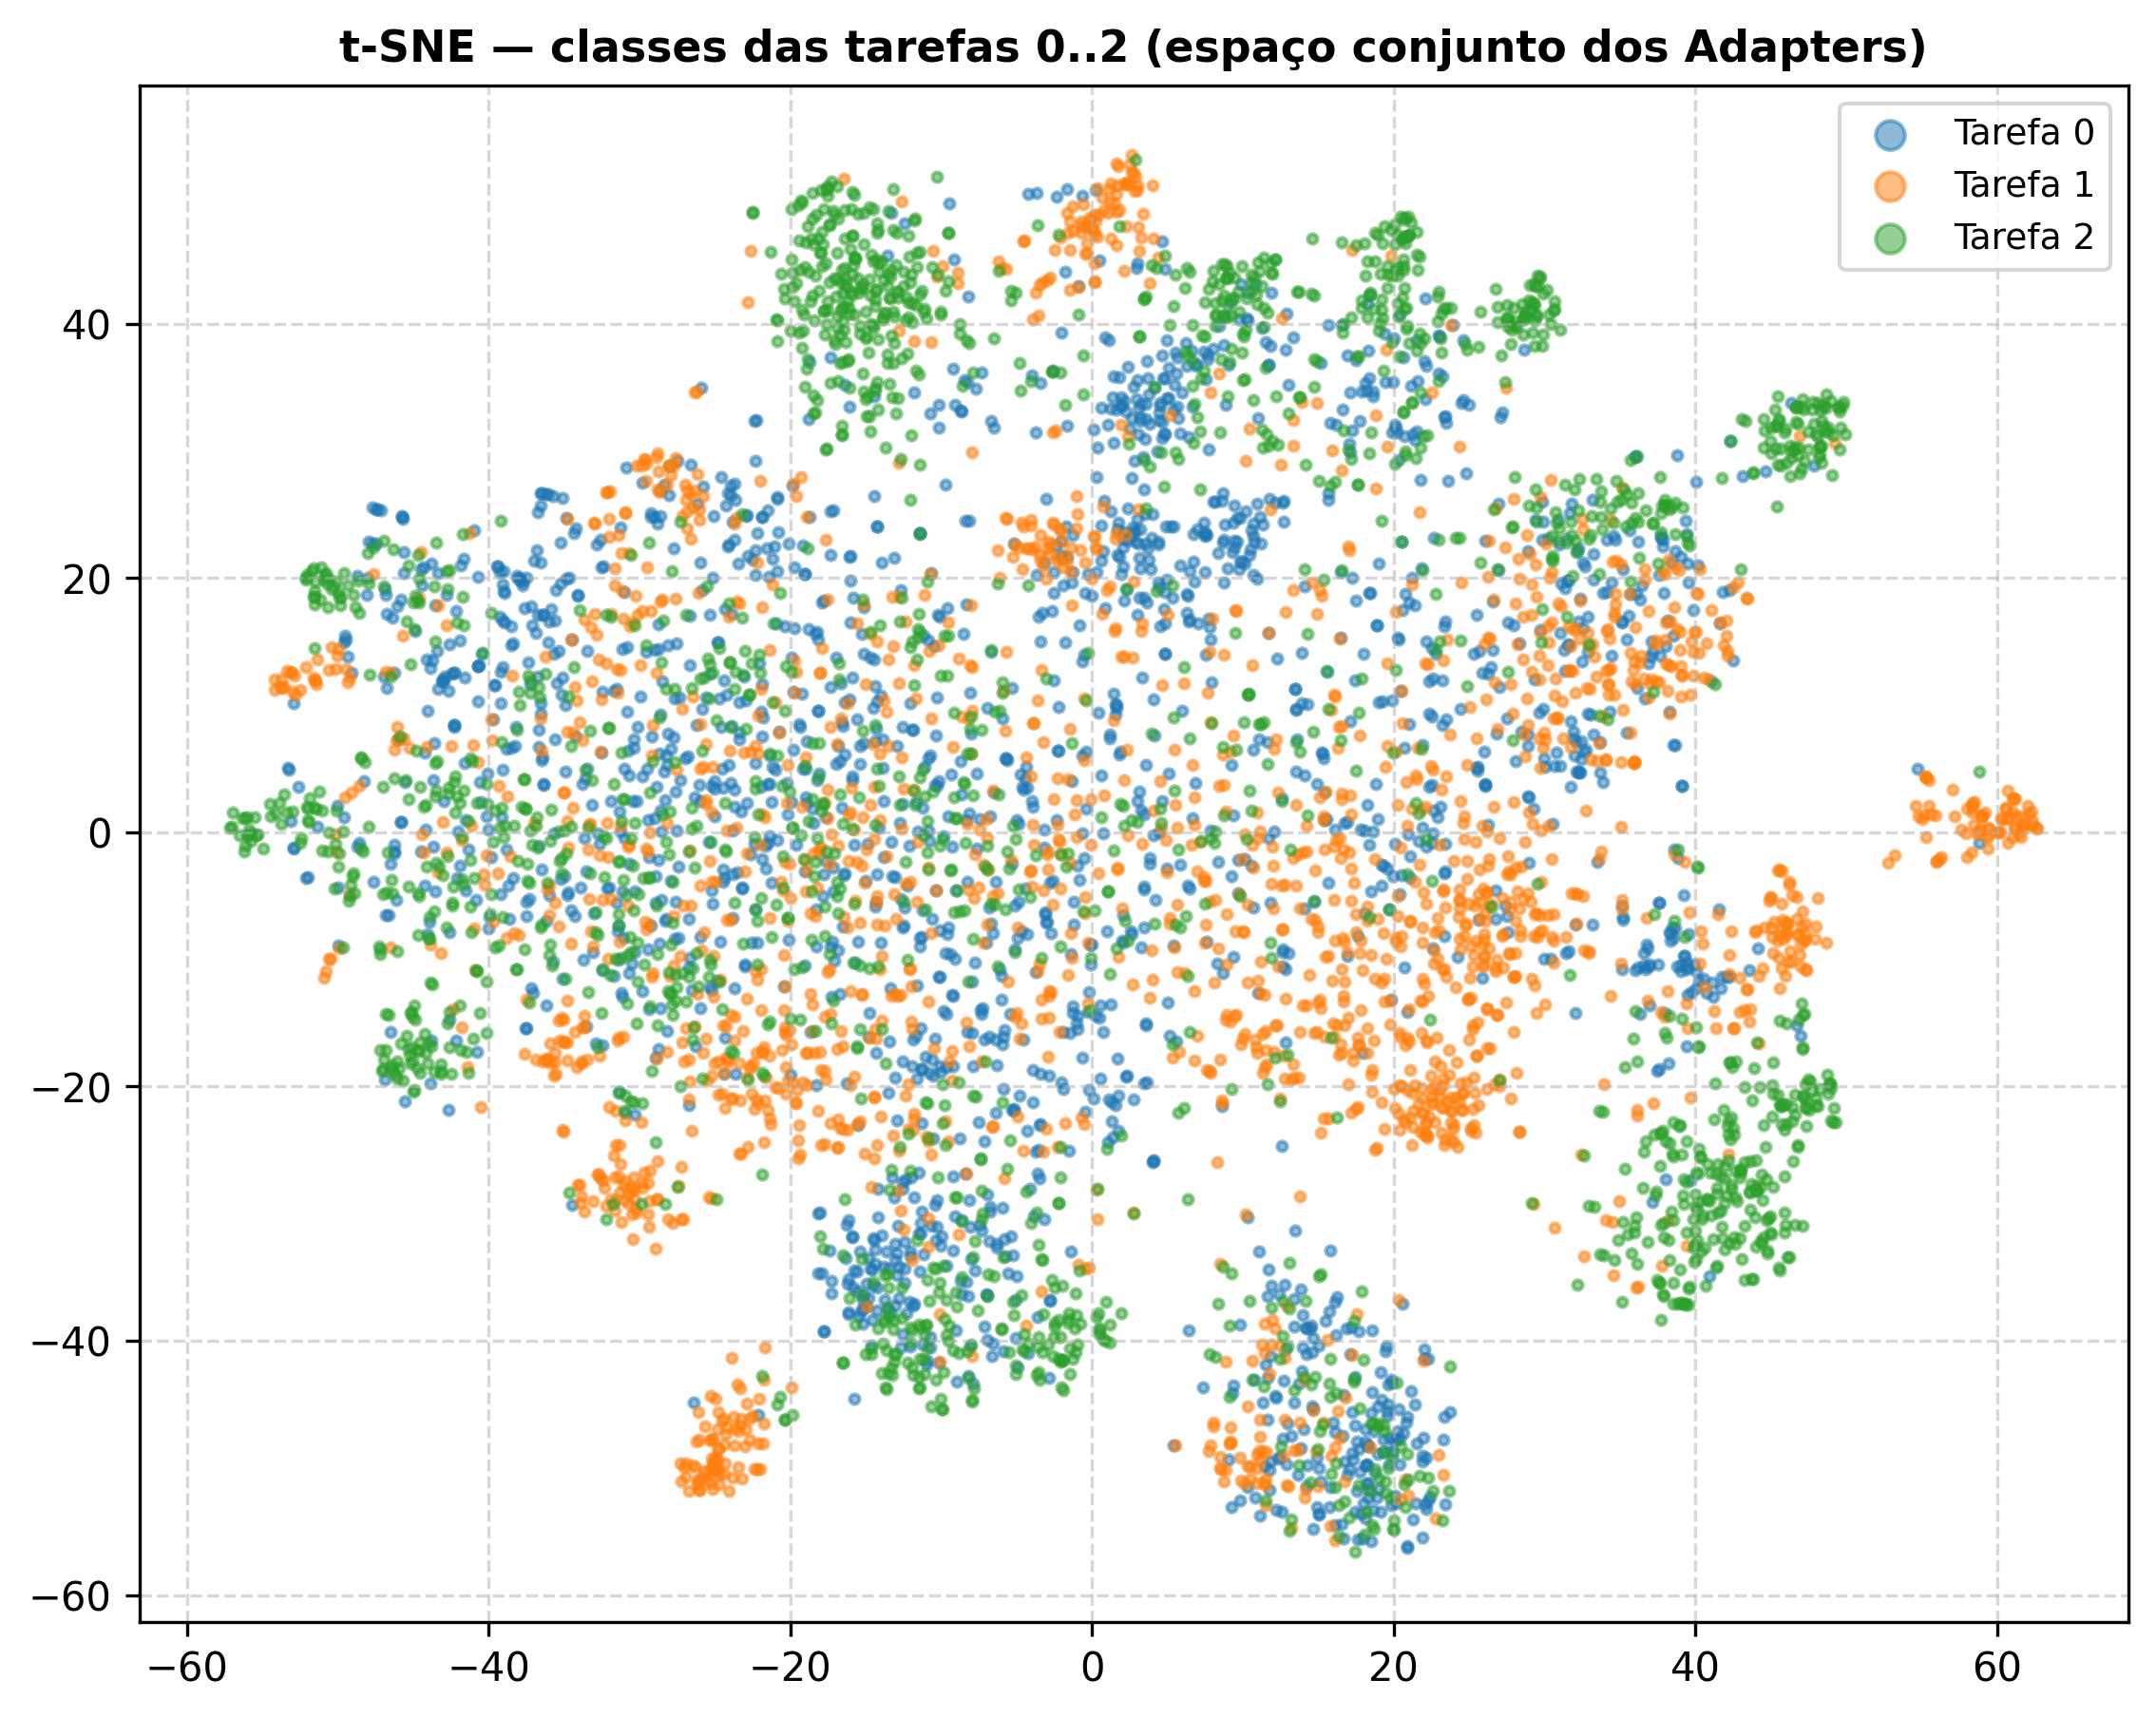 t-SNE — classes das tarefas 0..2 (espaço conjunto dos Adapters)
Tarefa 0
Tarefa 1
Tarefa 2
40
20
0
−20
−40
−60
−60 −40 −20 0 20 40 60